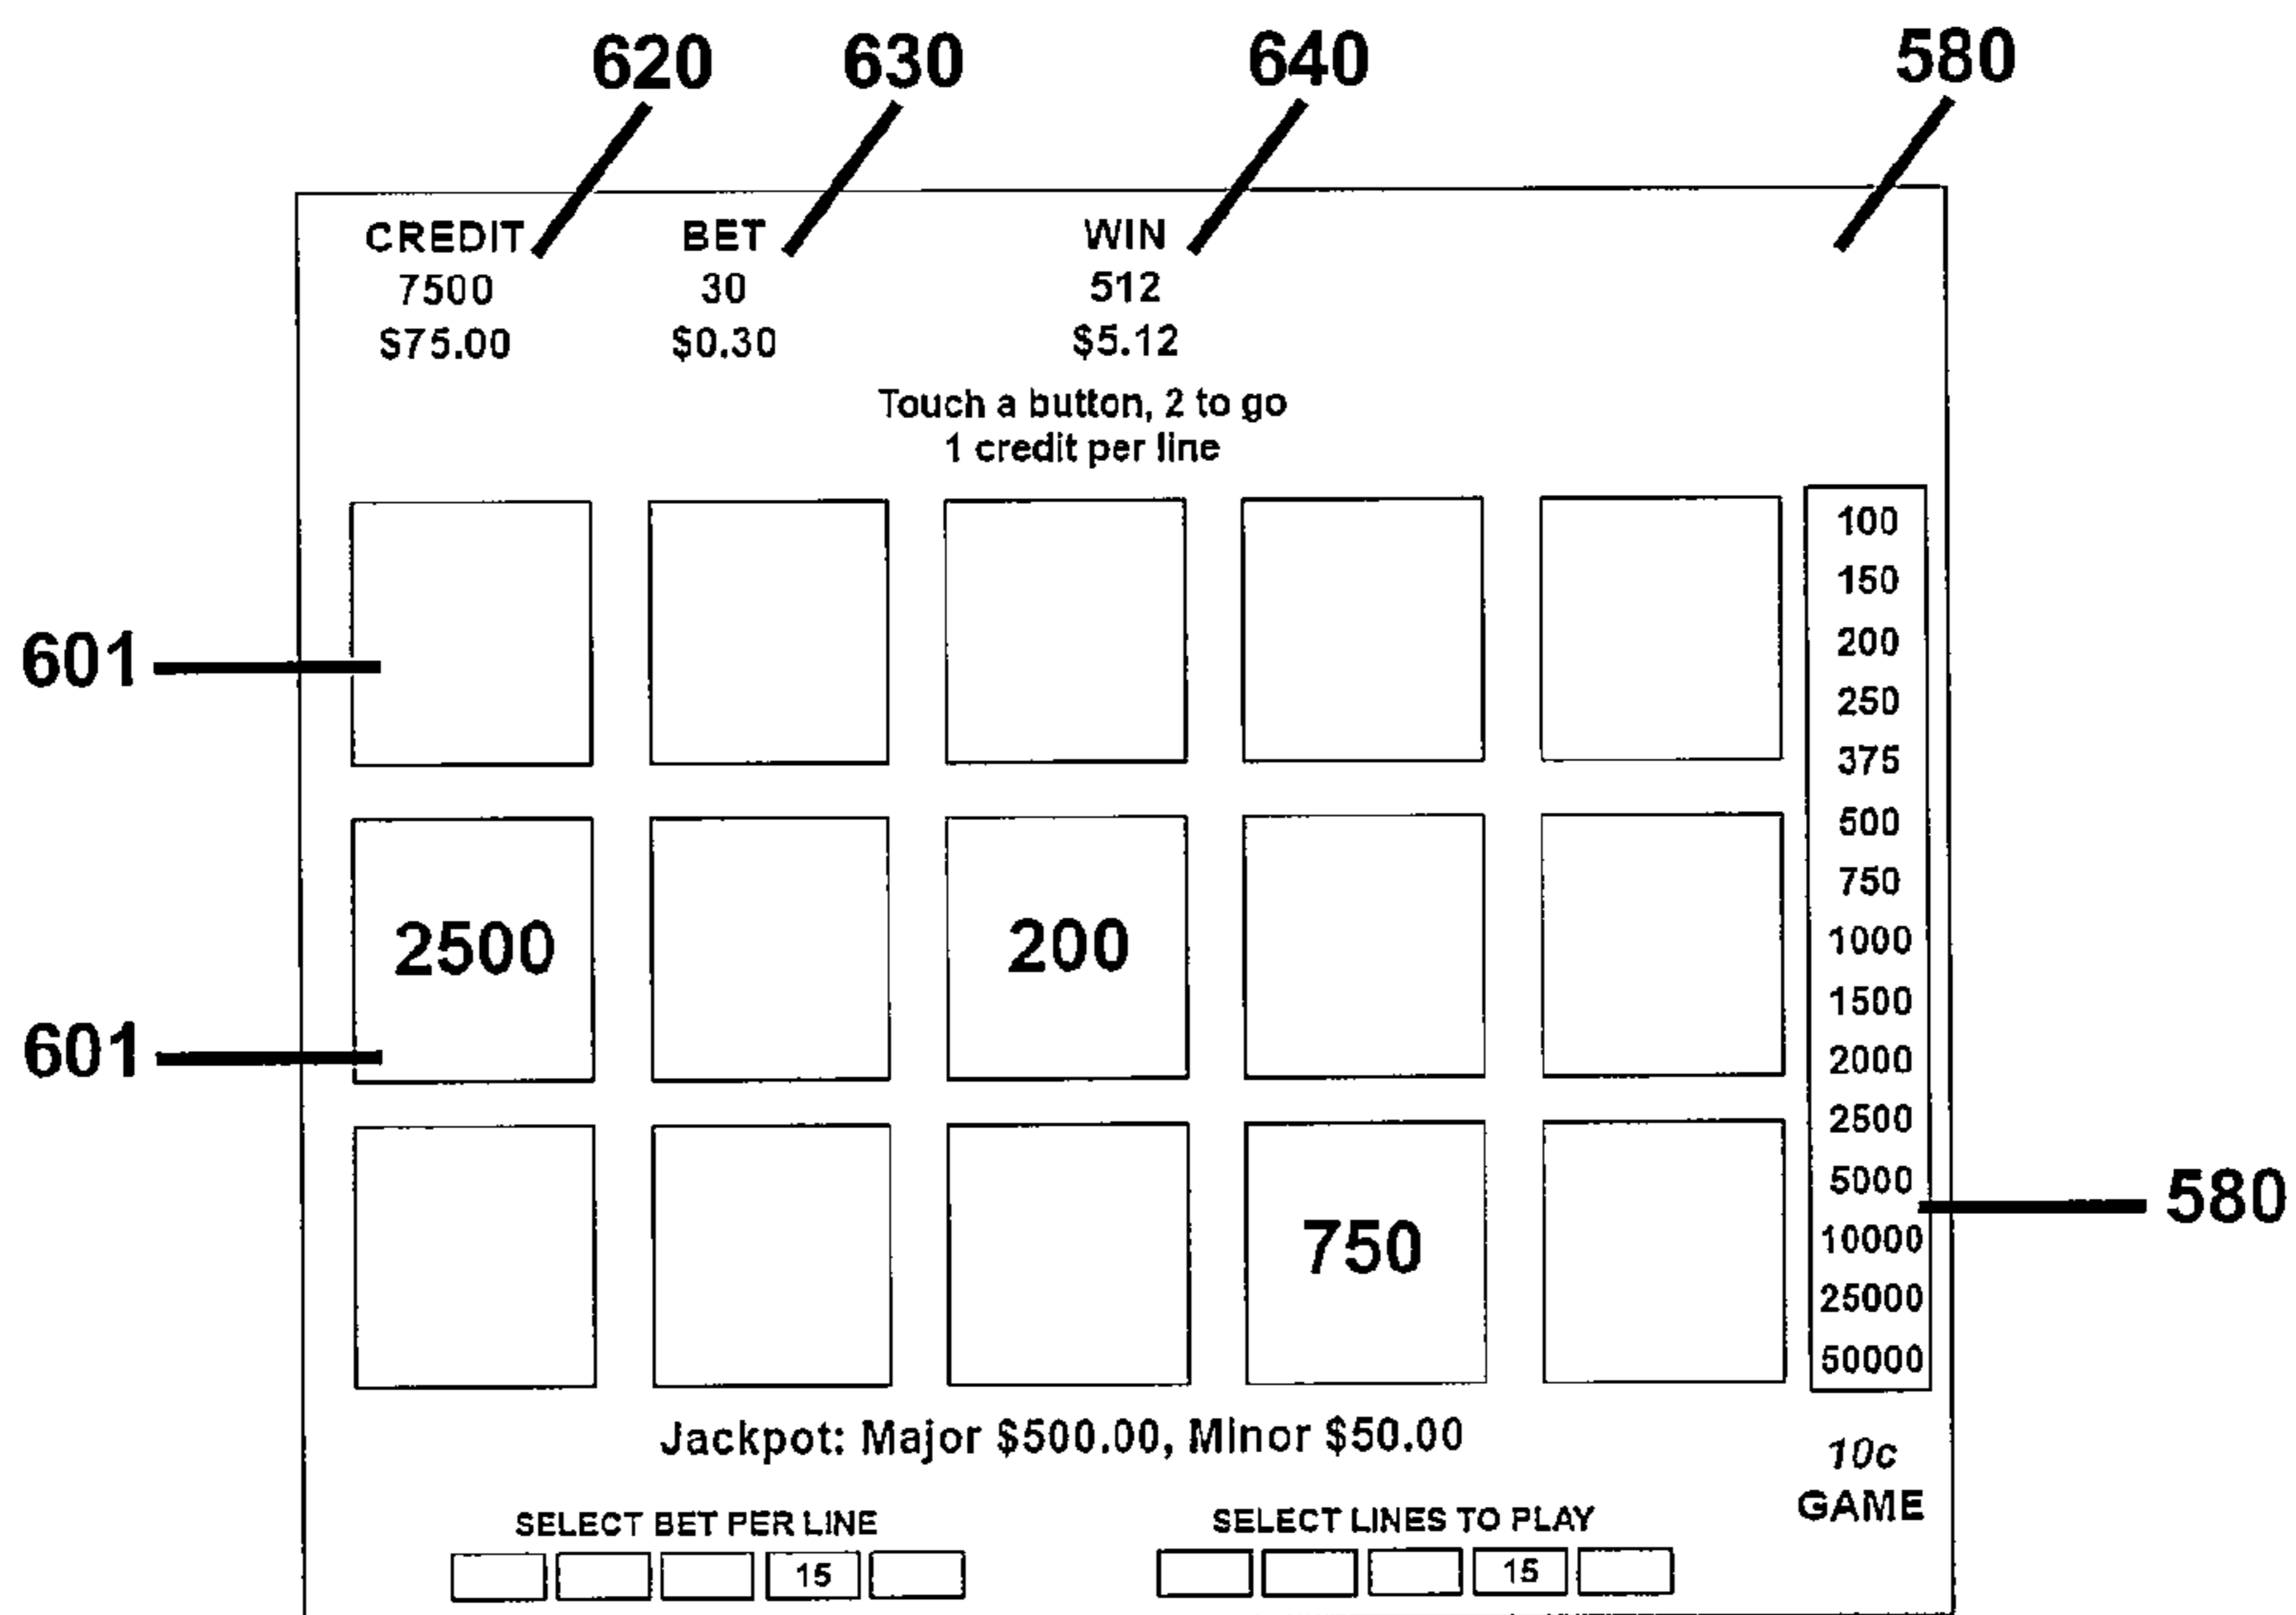 620 630 640 580
CREDIT BET WIN
7500 30 512
$75.00 $0.30 $5.12
Touch a button, 2 to go
1 credit per line
100
150
200
250
375
500
750
1000
1500
2000
2500
5000
10000
25000
50000
601
2500 200
601
750
580
Jackpot: Major $500.00, Minor $50.00
10c
GAME
SELECT BET PER LINE SELECT LINES TO PLAY
15 15